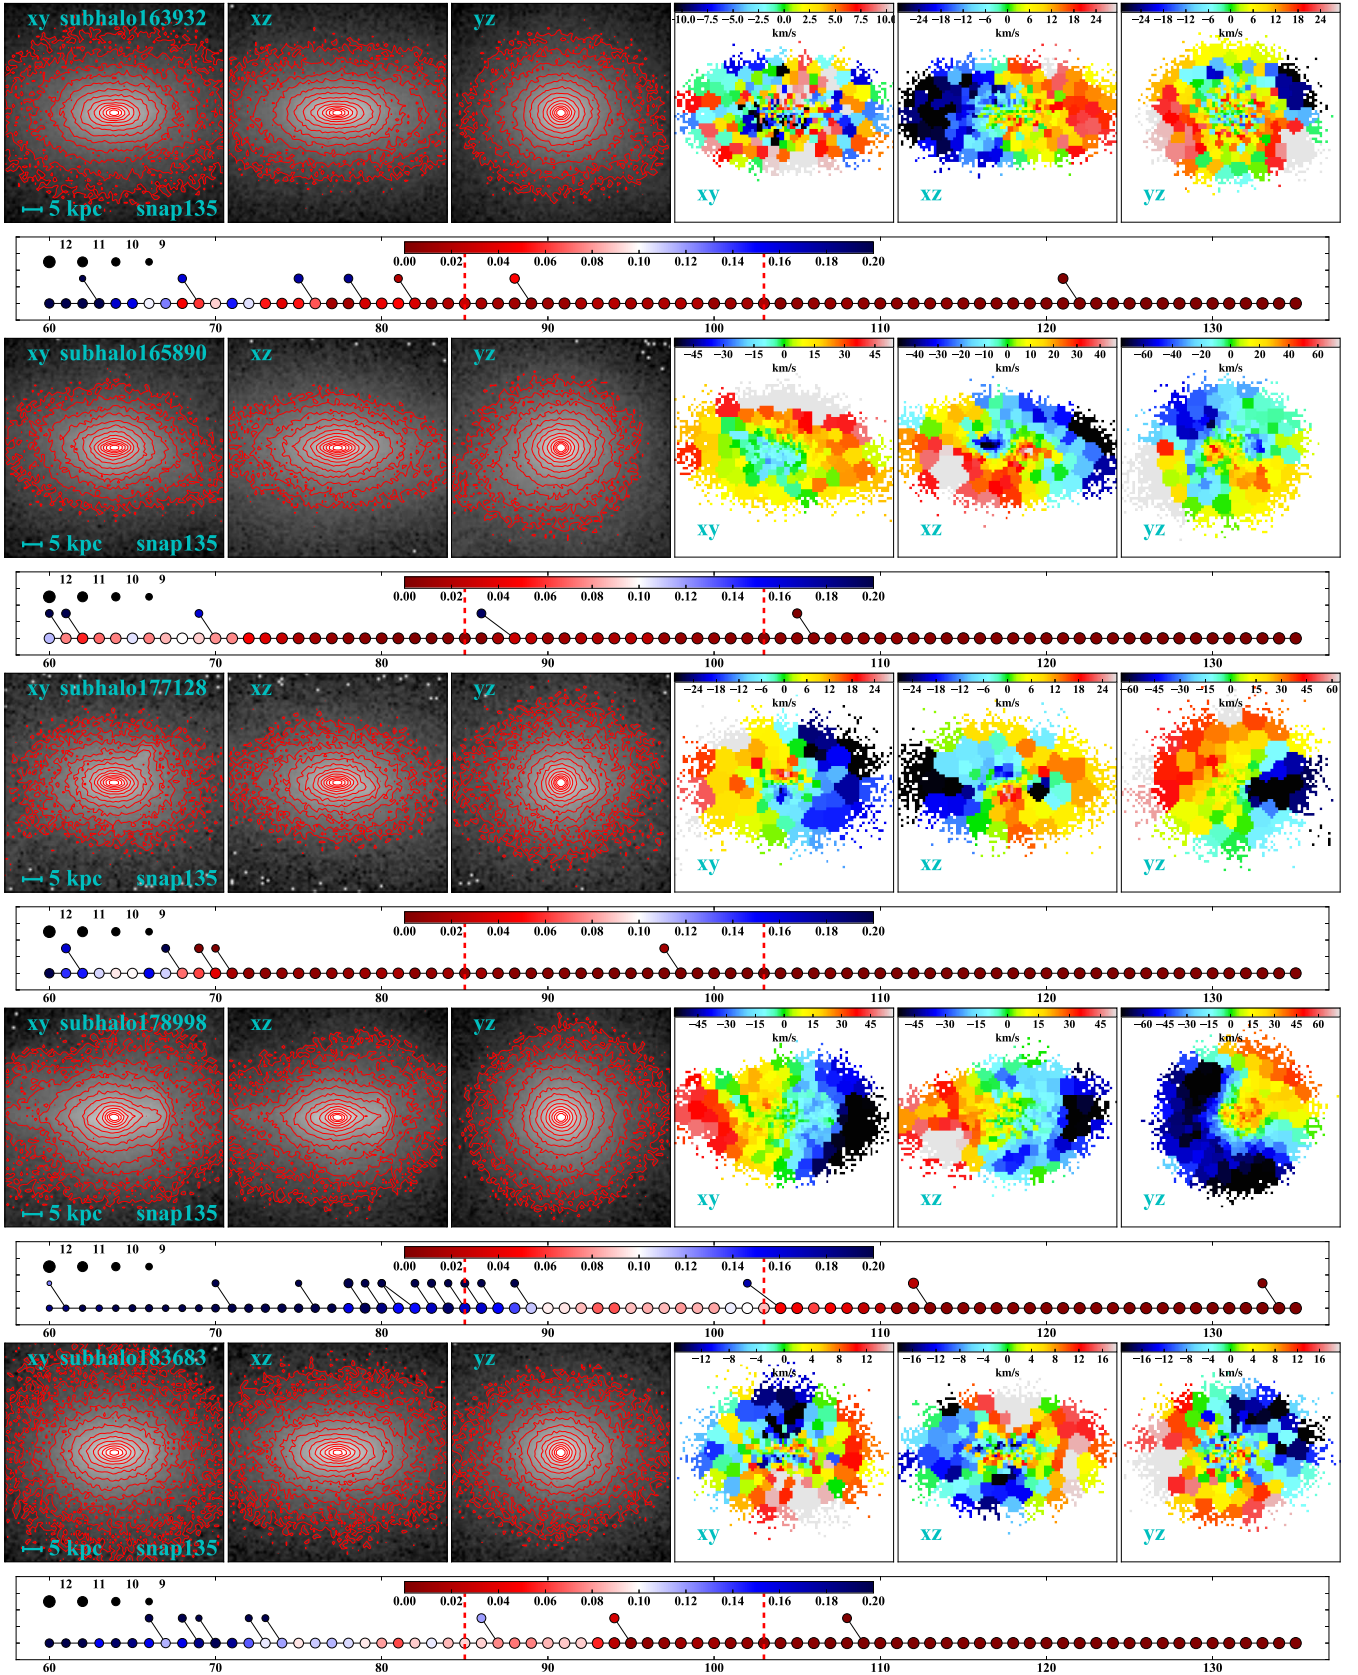 xy subhalo163932 xz yz
5 kpc snap135
−10.0 −7.5 −5.0 −2.5 0.0 2.5 5.0 7.5 10.0
km/s
xy
−24 −18 −12 −6 0 6 12 18 24
km/s
xz
−24 −18 −12 −6 0 6 12 18 24
km/s
yz
12 11 10 9
0.00 0.02 0.04 0.06 0.08 0.10 0.12 0.14 0.16 0.18 0.20
60 70 80 90 100 110 120 130
xy subhalo165890 xz yz
5 kpc snap135
−45 −30 −15 0 15 30 45
km/s
xy
−40 −30 −20 −10 0 10 20 30 40
km/s
xz
−60 −40 −20 0 20 40 60
km/s
yz
12 11 10 9
0.00 0.02 0.04 0.06 0.08 0.10 0.12 0.14 0.16 0.18 0.20
60 70 80 90 100 110 120 130
xy subhalo177128 xz yz
5 kpc snap135
−24 −18 −12 −6 0 6 12 18 24
km/s
xy
−24 −18 −12 −6 0 6 12 18 24
km/s
xz
−60 −45 −30 −15 0 15 30 45 60
km/s
yz
12 11 10 9
0.00 0.02 0.04 0.06 0.08 0.10 0.12 0.14 0.16 0.18 0.20
60 70 80 90 100 110 120 130
xy subhalo178998 xz yz
5 kpc snap135
−45 −30 −15 0 15 30 45
km/s
xy
−45 −30 −15 0 15 30 45
km/s
xz
−60 −45 −30 −15 0 15 30 45 60
km/s
yz
12 11 10 9
0.00 0.02 0.04 0.06 0.08 0.10 0.12 0.14 0.16 0.18 0.20
60 70 80 90 100 110 120 130
xy subhalo183683 xz yz
5 kpc snap135
−12 −8 −4 0 4 8 12
km/s
xy
−16 −12 −8 −4 0 4 8 12 16
km/s
xz
−16 −12 −8 −4 0 4 8 12 16
km/s
yz
12 11 10 9
0.00 0.02 0.04 0.06 0.08 0.10 0.12 0.14 0.16 0.18 0.20
60 70 80 90 100 110 120 130